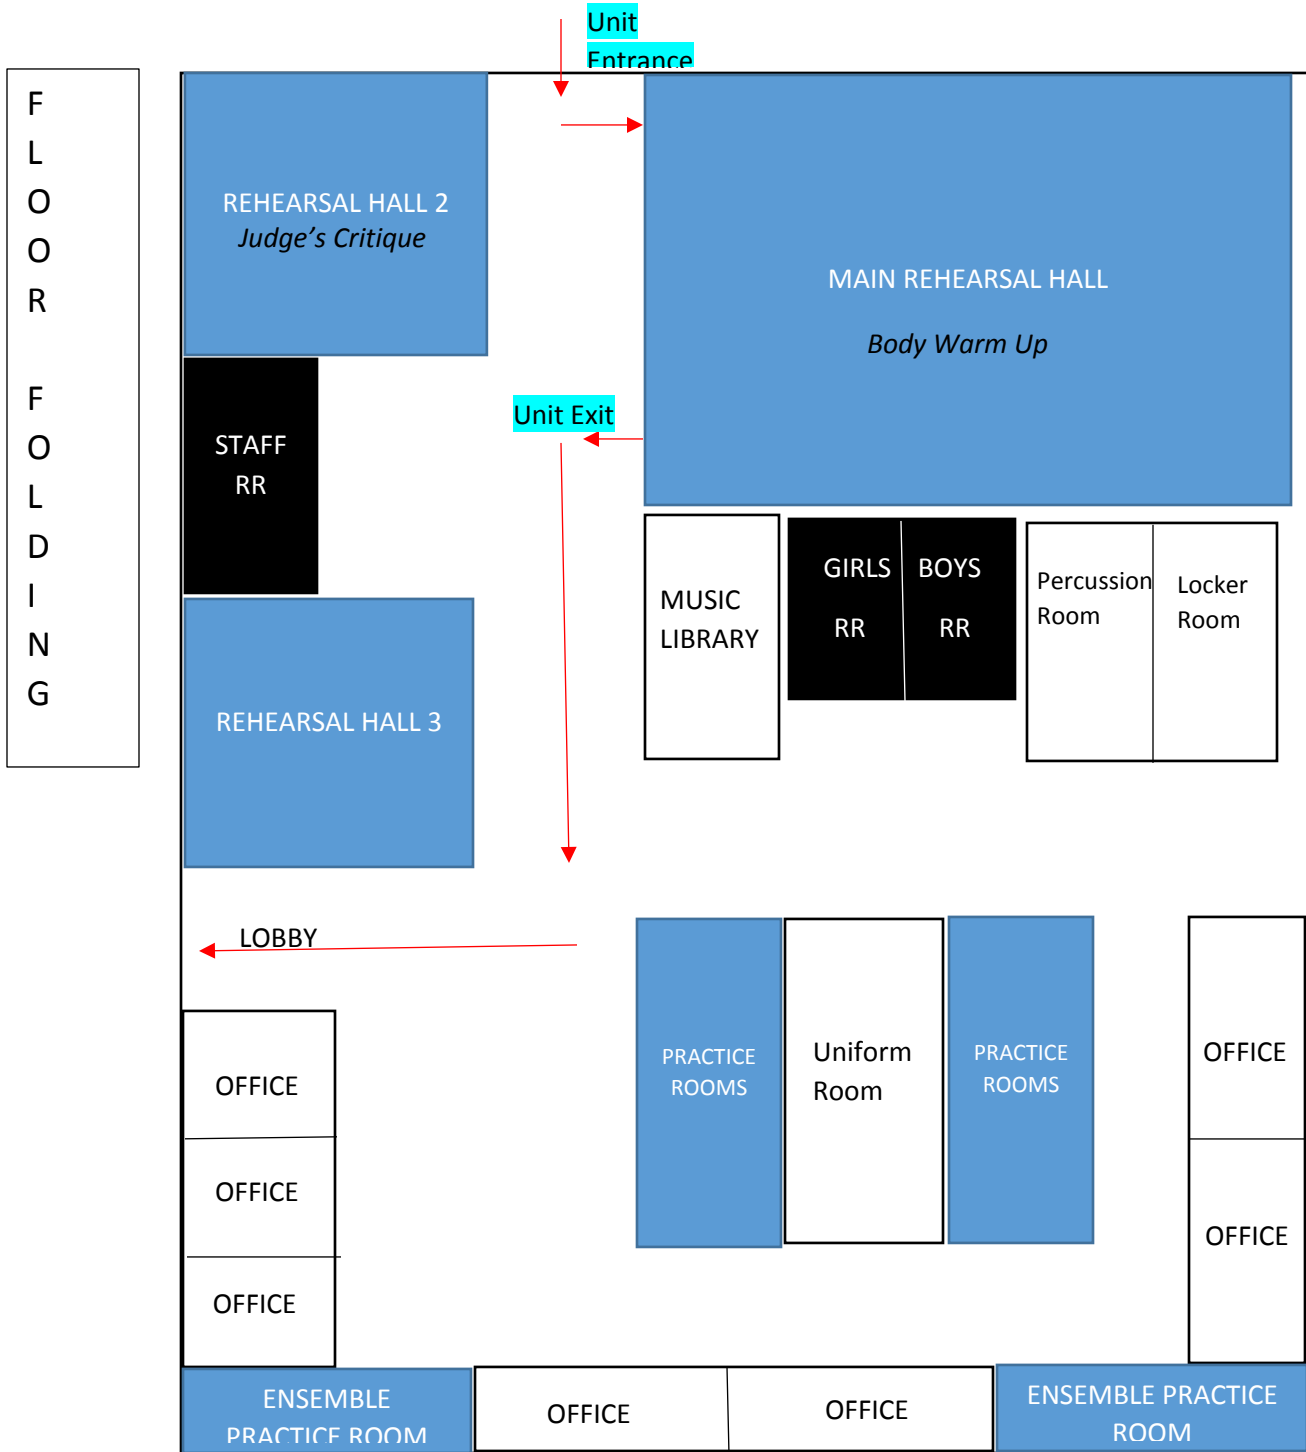 Unit
Entrance
F
L
O
O
R
F
O
L
D
I
N
G
REHEARSAL HALL 2
Judge’s Critique
MAIN REHEARSAL HALL
Body Warm Up
Unit Exit
STAFF
RR
MUSIC
LIBRARY
GIRLS
RR
BOYS
RR
Percussion
Room
Locker
Room
REHEARSAL HALL 3
LOBBY
PRACTICE
ROOMS
Uniform
Room
PRACTICE
ROOMS
OFFICE
OFFICE
OFFICE
OFFICE
OFFICE
ENSEMBLE
PRACTICE ROOM
OFFICE
OFFICE
ENSEMBLE PRACTICE
ROOM